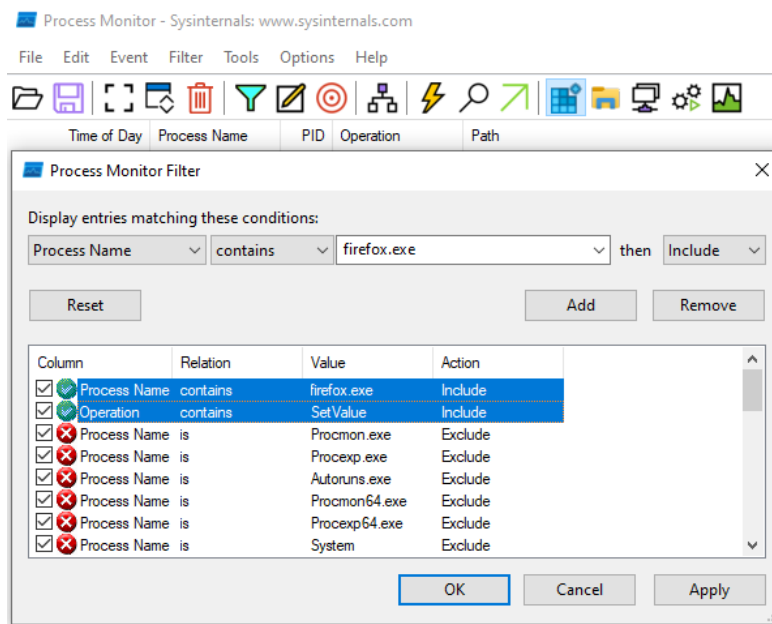 Process Monitor - Sysinternals: www.sysinternals.com
File Edit Event Filter Tools Options Help
Time of Day Process Name PID Operation Path
Process Monitor Filter
Display entries matching these conditions:
Process Name contains firefox.exe then Include
Reset Add Remove
Column Relation Value Action
Process Name contains firefox.exe Include
Operation contains SetValue Include
Process Name is Procmon.exe Exclude
Process Name is Procexp.exe Exclude
Process Name is Autoruns.exe Exclude
Process Name is Procmon64.exe Exclude
Process Name is Procexp64.exe Exclude
Process Name is System Exclude
OK Cancel Apply